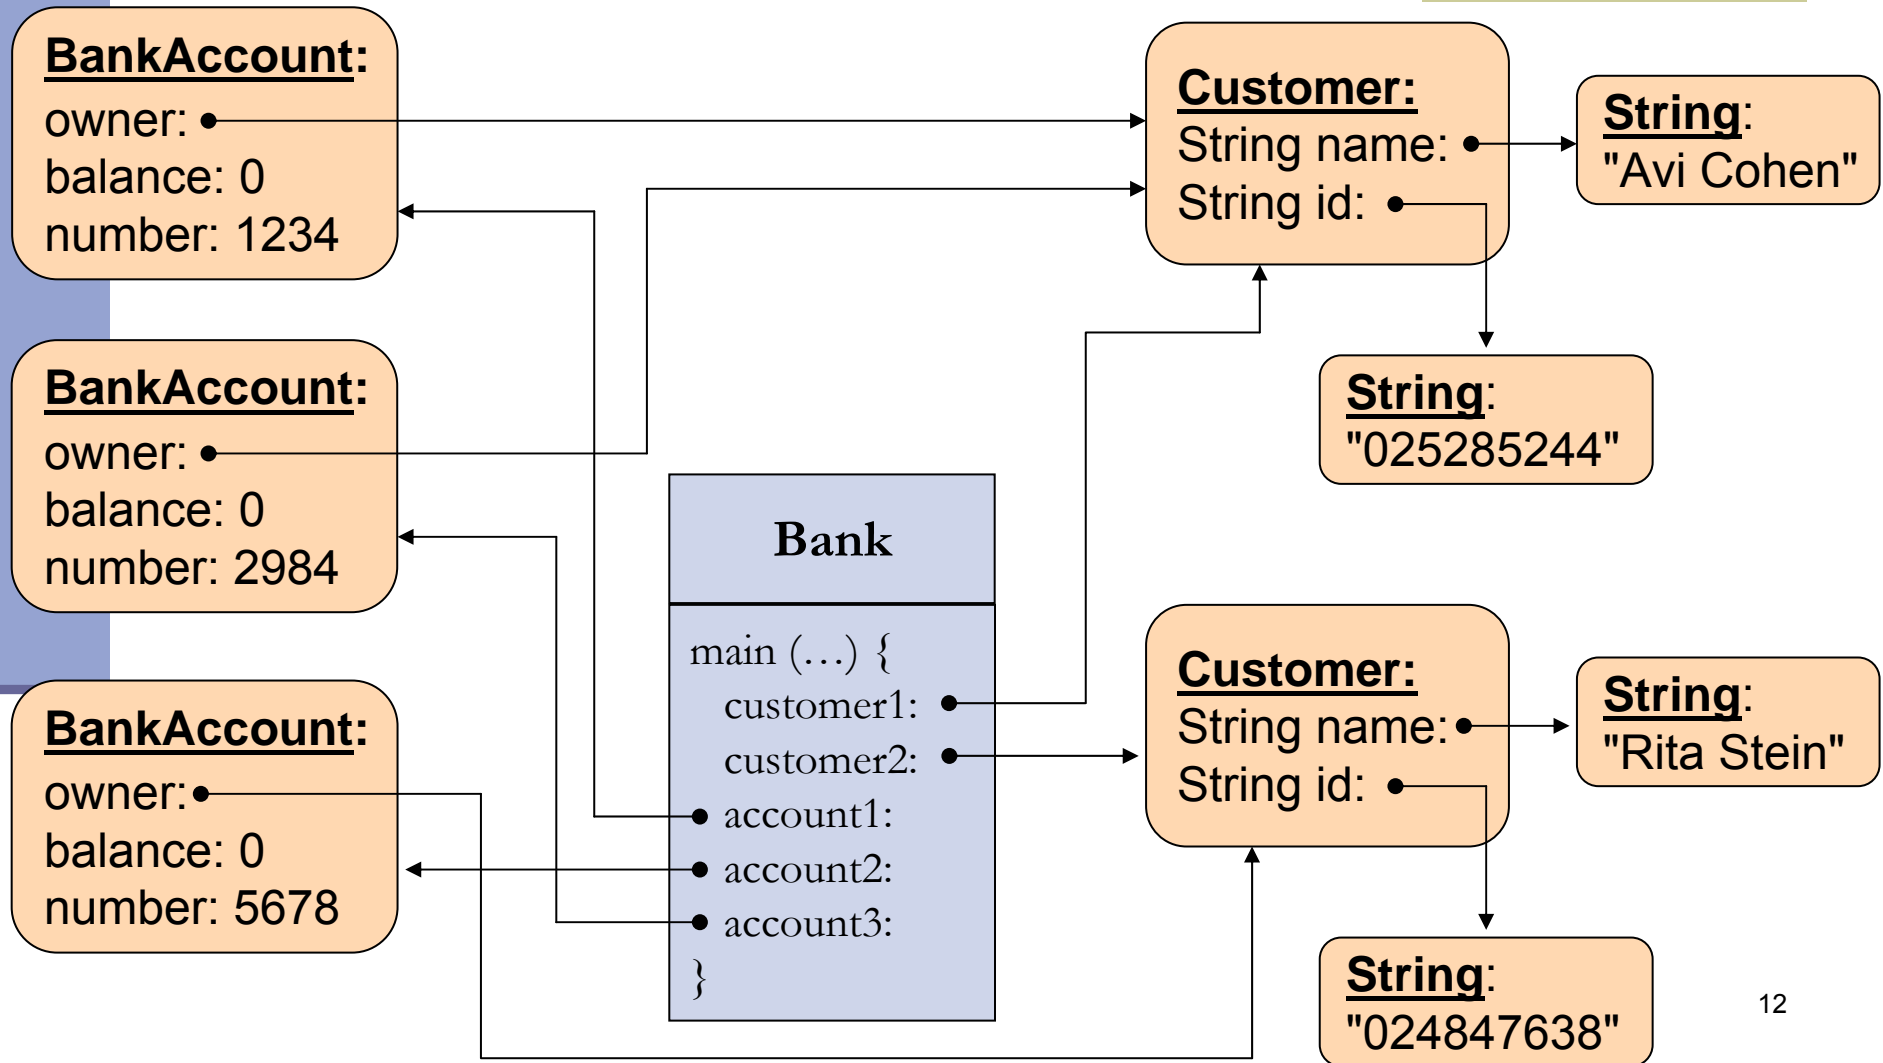 BankAccount:
owner:
balance: 0
number: 1234
Customer:
String name:
String id:
String:
"Avi Cohen"
String:
"025285244"
BankAccount:
owner:
balance: 0
number: 2984
Bank
main (…) {
customer1:
customer2:
account1:
account2:
account3:
}
BankAccount:
owner:
balance: 0
number: 5678
Customer:
String name:
String id:
String:
"Rita Stein"
String:
"024847638"
12